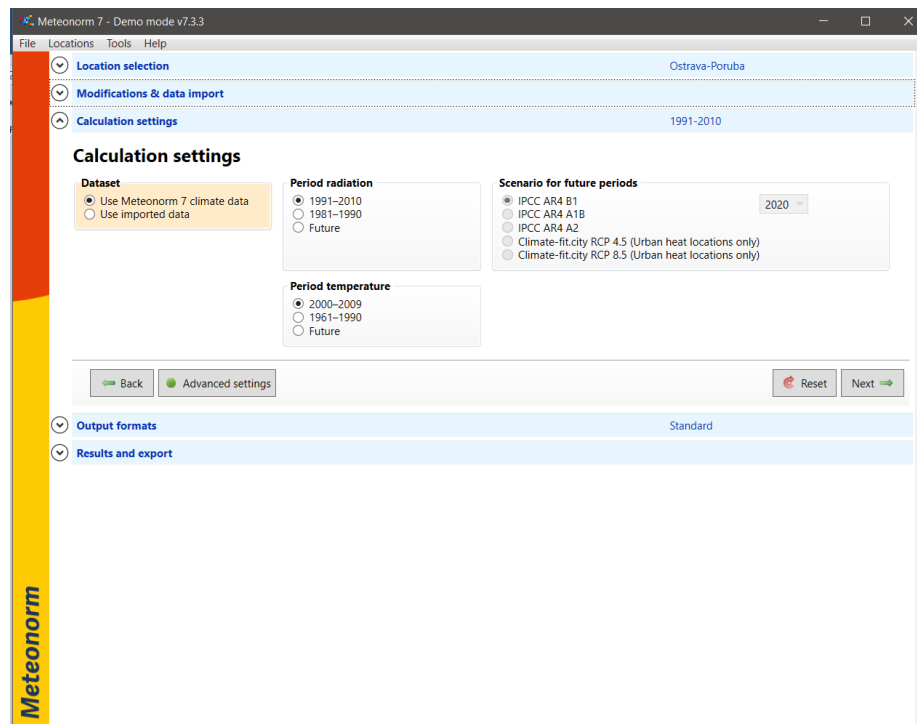 Meteonorm 7 - Demo mode v7.3.3
File Locations Tools Help
Location selection Ostrava-Poruba
Modifications & data import
Calculation settings 1991-2010
Calculation settings
Dataset
Use Meteonorm 7 climate data
Use imported data
Period radiation
1991–2010
1981–1990
Future
Scenario for future periods
IPCC AR4 B1
IPCC AR4 A1B
IPCC AR4 A2
Climate-fit.city RCP 4.5 (Urban heat locations only)
Climate-fit.city RCP 8.5 (Urban heat locations only)
2020
Period temperature
2000–2009
1961–1990
Future
Back Advanced settings Reset Next
Output formats Standard
Results and export
Meteonorm